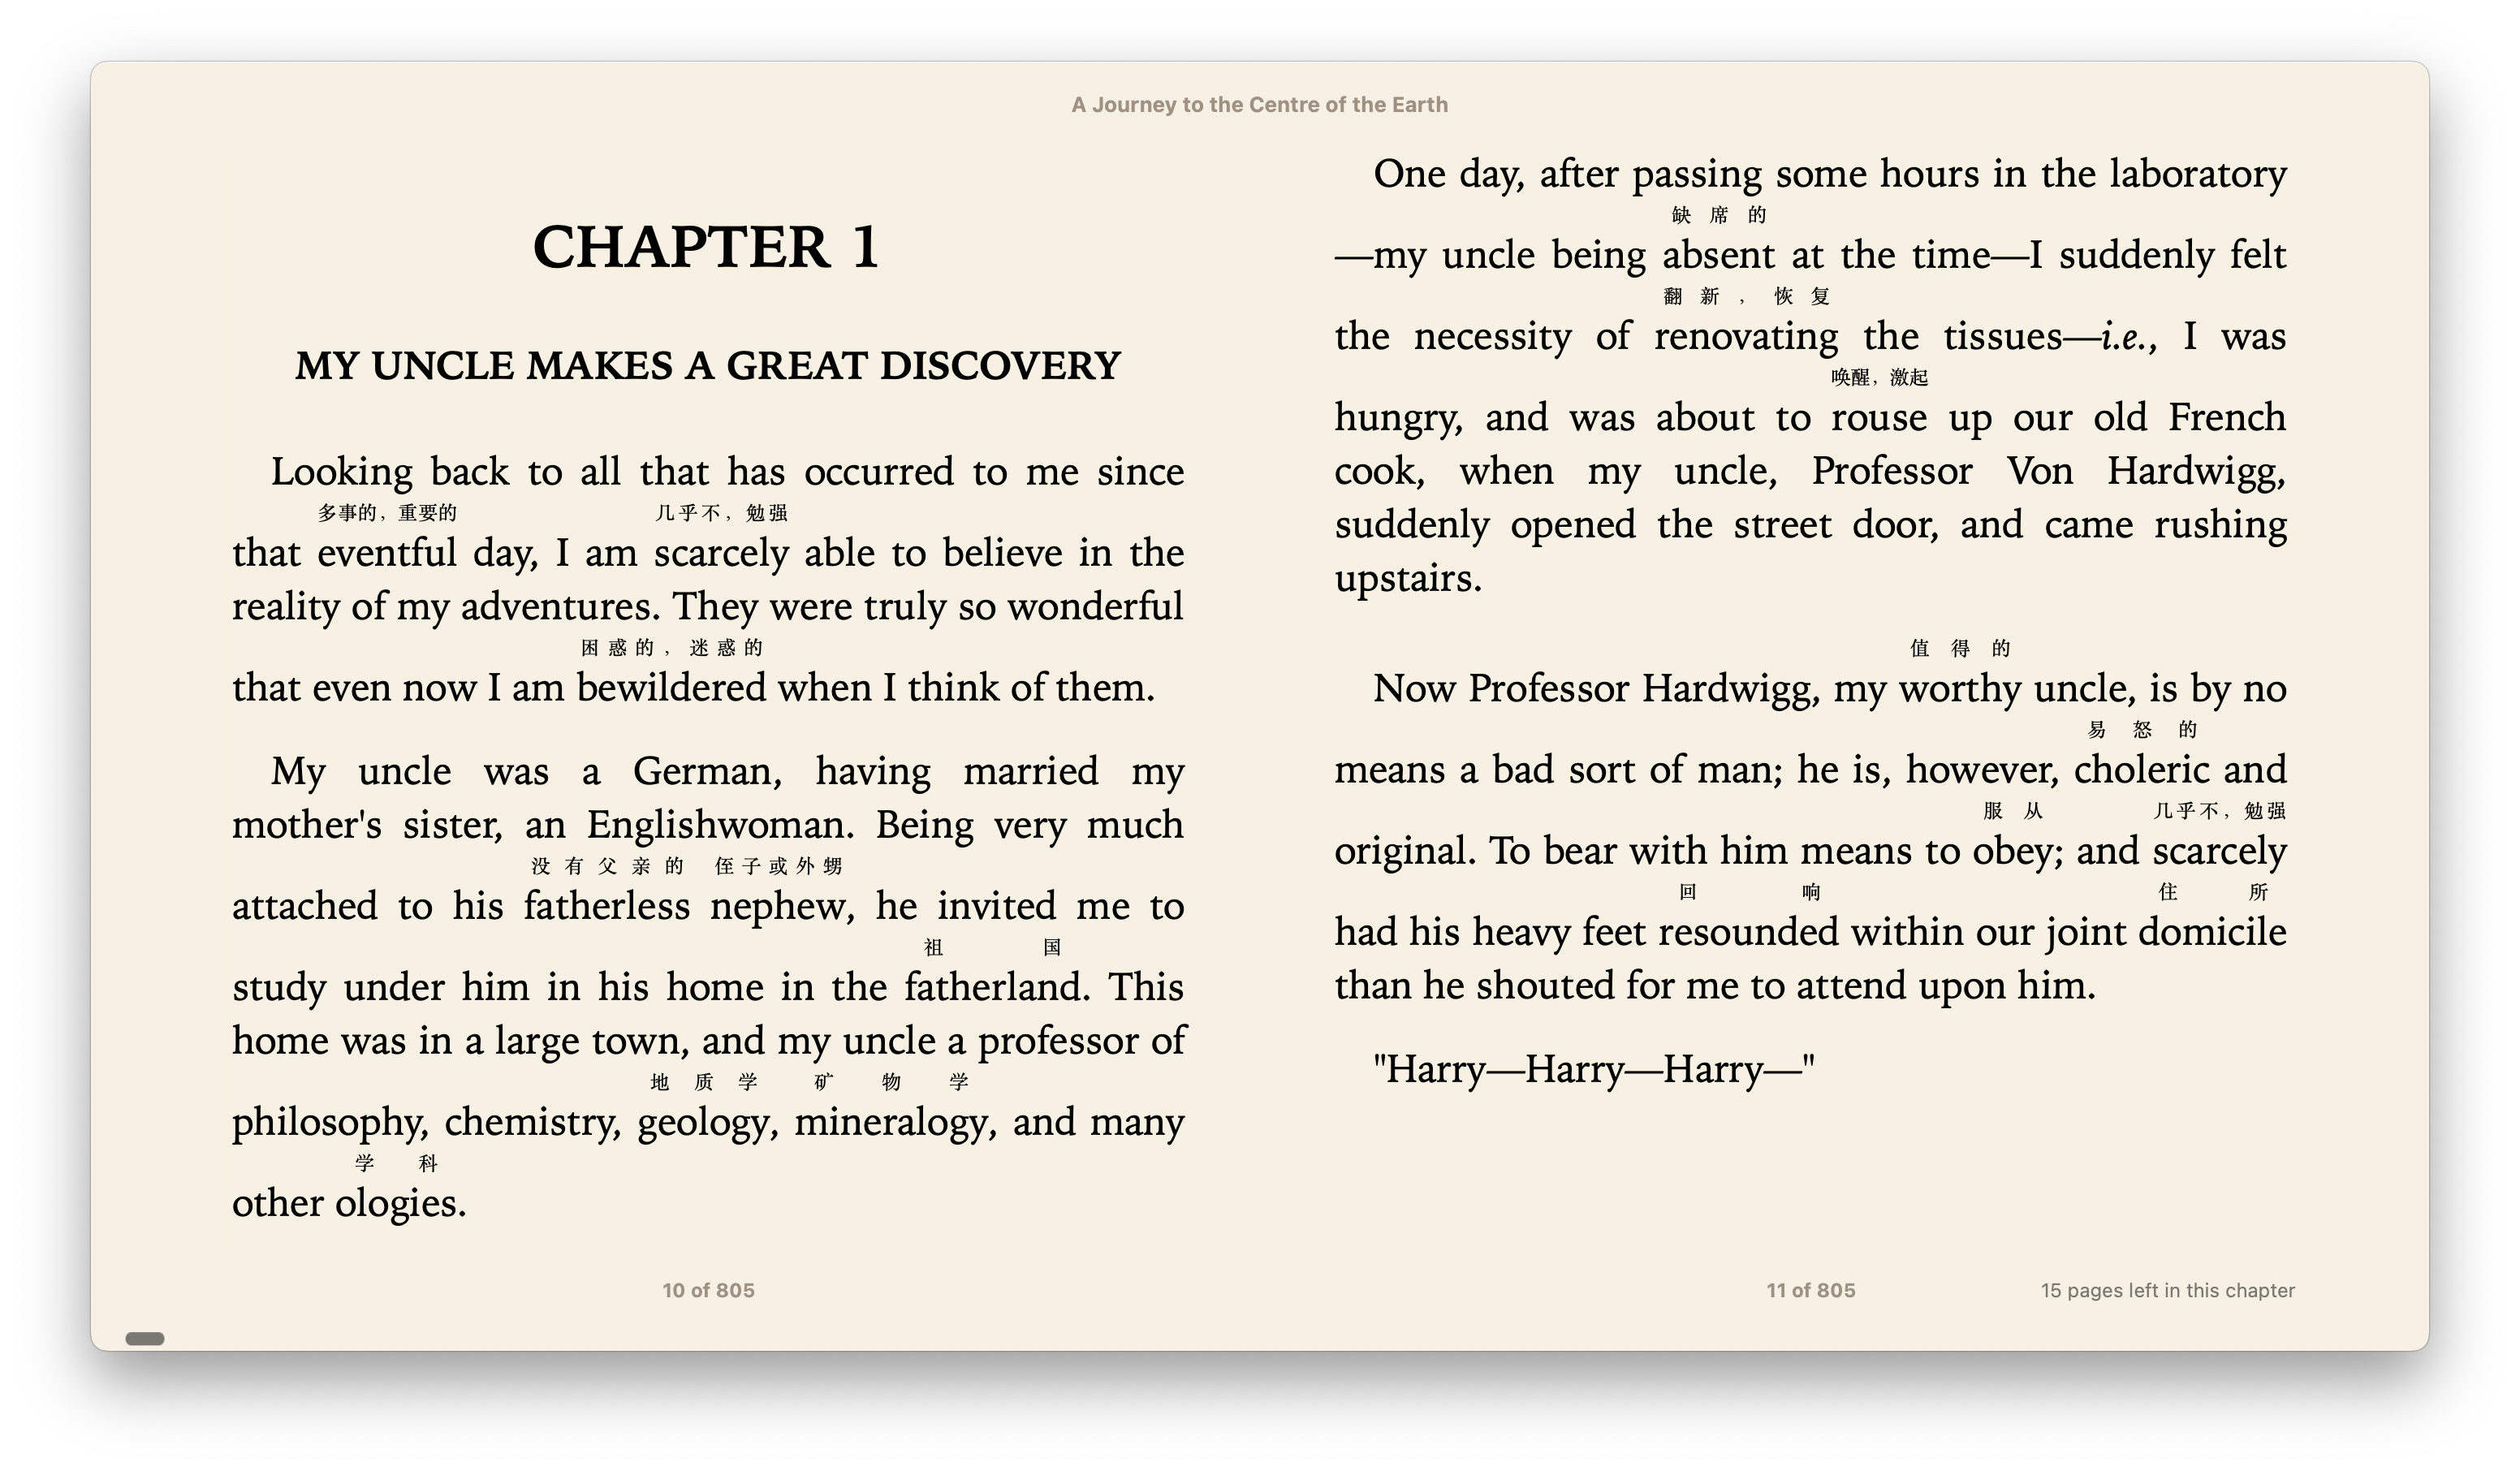 A Journey to the Centre of the Earth
CHAPTER 1
MY UNCLE MAKES A GREAT DISCOVERY
Looking back to all that has occurred to me since
多事的，重要的 几乎不，勉强
that eventful day, I am scarcely able to believe in the
reality of my adventures. They were truly so wonderful
困惑的，迷惑的
that even now I am bewildered when I think of them.
My uncle was a German, having married my
mother's sister, an Englishwoman. Being very much
没有父亲的 侄子或外甥
attached to his fatherless nephew, he invited me to
祖国
study under him in his home in the fatherland. This
home was in a large town, and my uncle a professor of
地质学 矿物学
philosophy, chemistry, geology, mineralogy, and many
学科
other ologies.
10 of 805
One day, after passing some hours in the laboratory
缺席的
—my uncle being absent at the time—I suddenly felt
翻新，恢复
the necessity of renovating the tissues—i.e., I was
唤醒，激起
hungry, and was about to rouse up our old French
cook, when my uncle, Professor Von Hardwigg,
suddenly opened the street door, and came rushing
upstairs.
值得的
Now Professor Hardwigg, my worthy uncle, is by no
易怒的
means a bad sort of man; he is, however, choleric and
服从 几乎不，勉强
original. To bear with him means to obey; and scarcely
回响 住所
had his heavy feet resounded within our joint domicile
than he shouted for me to attend upon him.
"Harry—Harry—Harry—"
11 of 805
15 pages left in this chapter